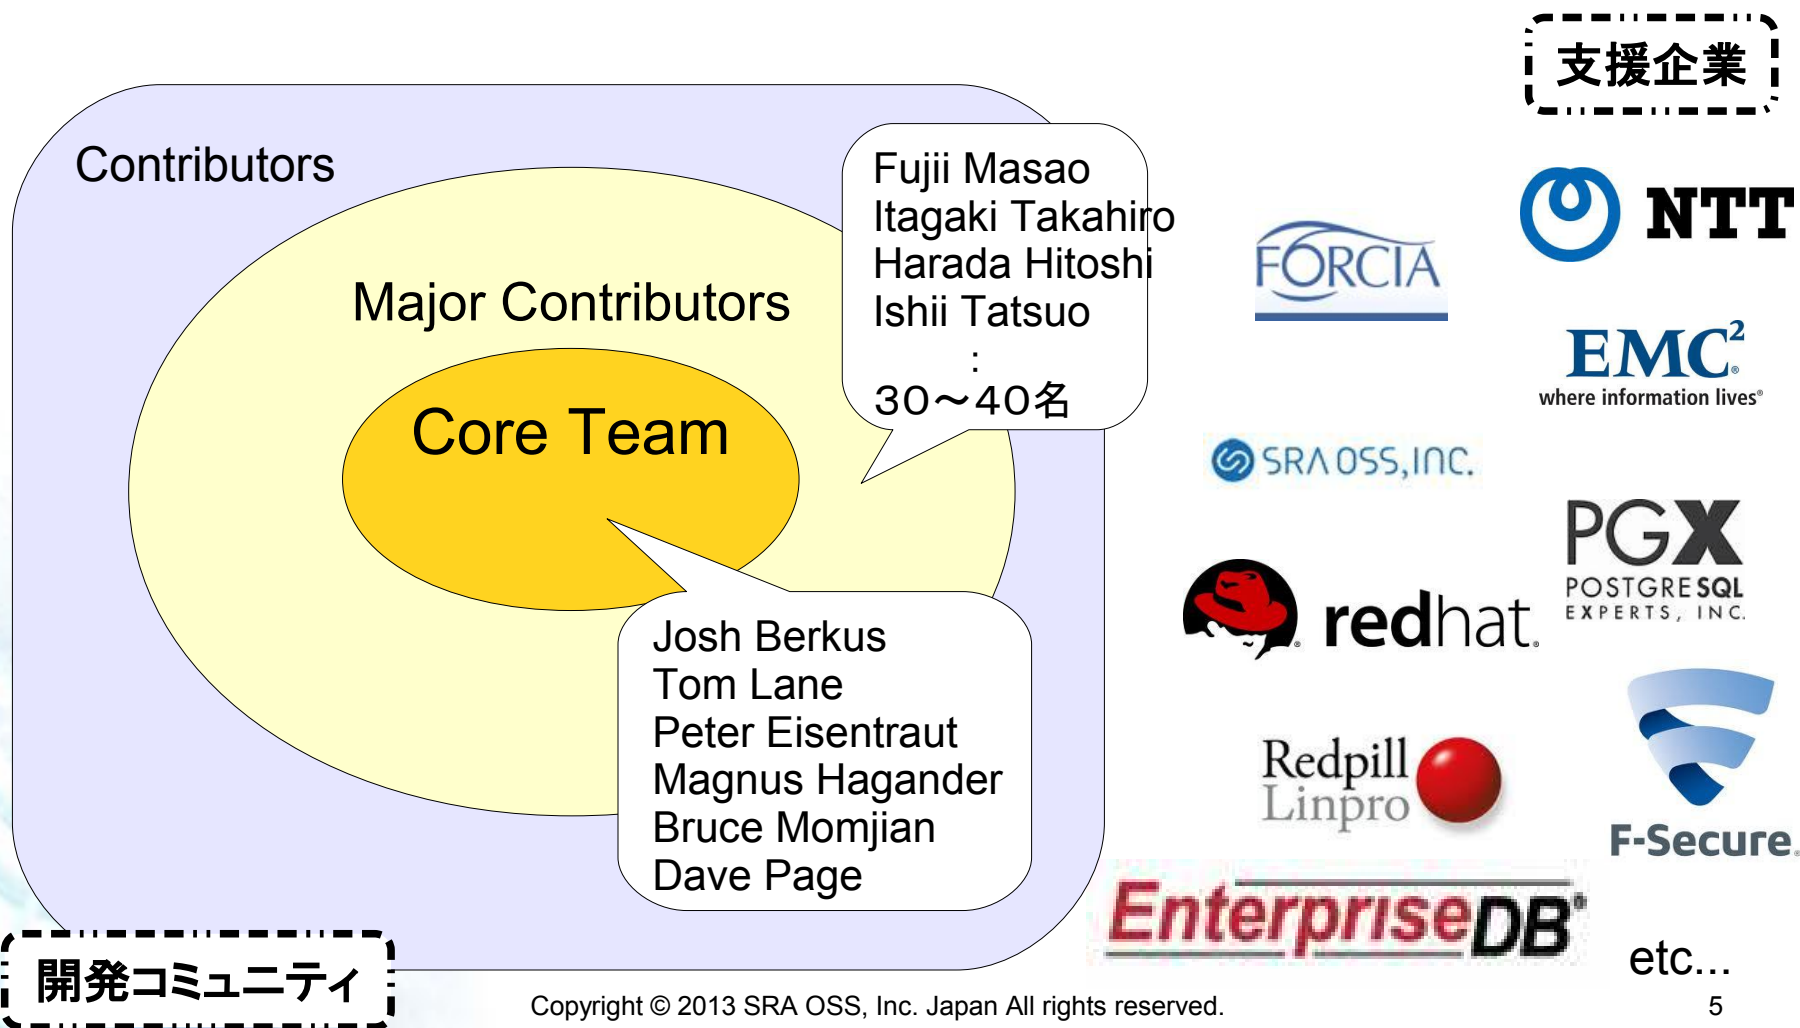 支援企業
Contributors
Fujii Masao
Itagaki Takahiro
Harada Hitoshi
Ishii Tatsuo
:
30～40名
Major Contributors
Core Team
Josh Berkus
Tom Lane
Peter Eisentraut
Magnus Hagander
Bruce Momjian
Dave Page
開発コミュニティ
NTT
FORCIA
EMC²
where information lives®
SRA OSS, INC.
PGX
POSTGRESQL
EXPERTS, INC.
redhat.
Redpill
Linpro
F-Secure.
EnterpriseDB®
etc...
Copyright © 2013 SRA OSS, Inc. Japan All rights reserved.
5